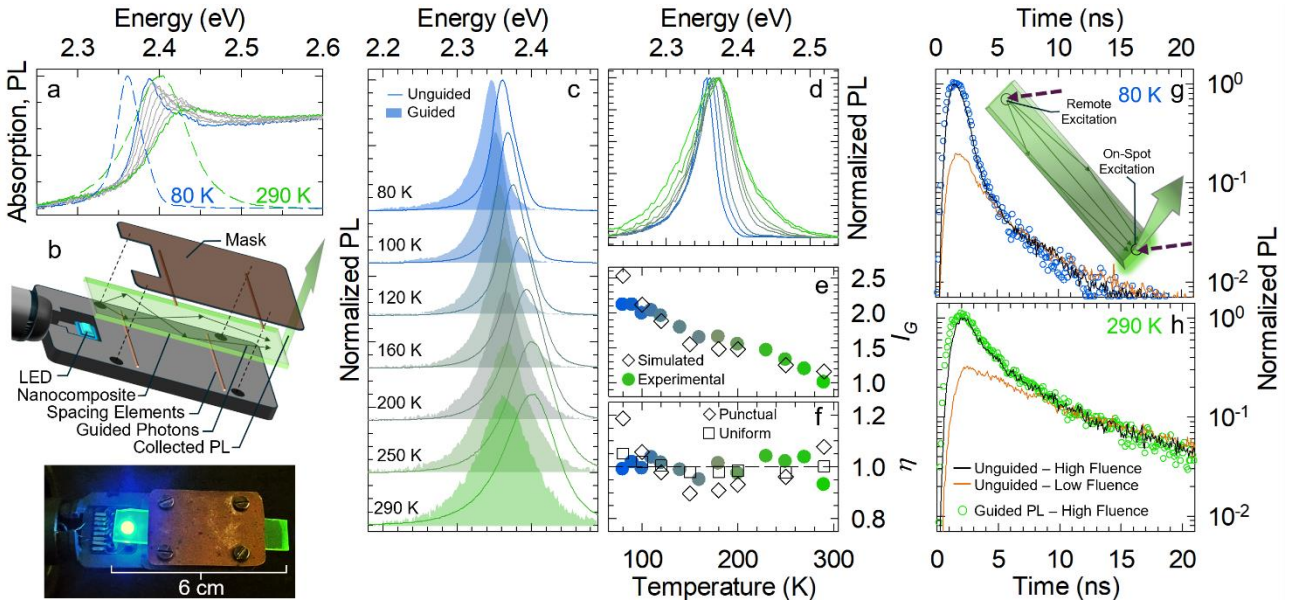 Energy (eV)
2.3 2.4 2.5 2.6
Absorption, PL
a
80 K
290 K
b
Mask
LED
Nanocomposite
Spacing Elements
Guided Photons
Collected PL
6 cm
Energy (eV)
2.2 2.3 2.4
Normalized PL
c
Unguided
Guided
80 K
100 K
120 K
160 K
200 K
250 K
290 K
Energy (eV)
2.3 2.4 2.5
d
Normalized PL
e
2.5
2.0
1.5
1.0
I_G
Simulated
Experimental
f
Punctual
Uniform
1.2
1.0
0.8
η
100 200 300
Temperature (K)
Time (ns)
0 5 10 15 20
80 K
g
Remote
Excitation
On-Spot
Excitation
10⁰
10⁻¹
10⁻²
Normalized PL
290 K
h
10⁰
10⁻¹
10⁻²
Unguided – High Fluence
Unguided – Low Fluence
Guided PL – High Fluence
0 5 10 15 20
Time (ns)